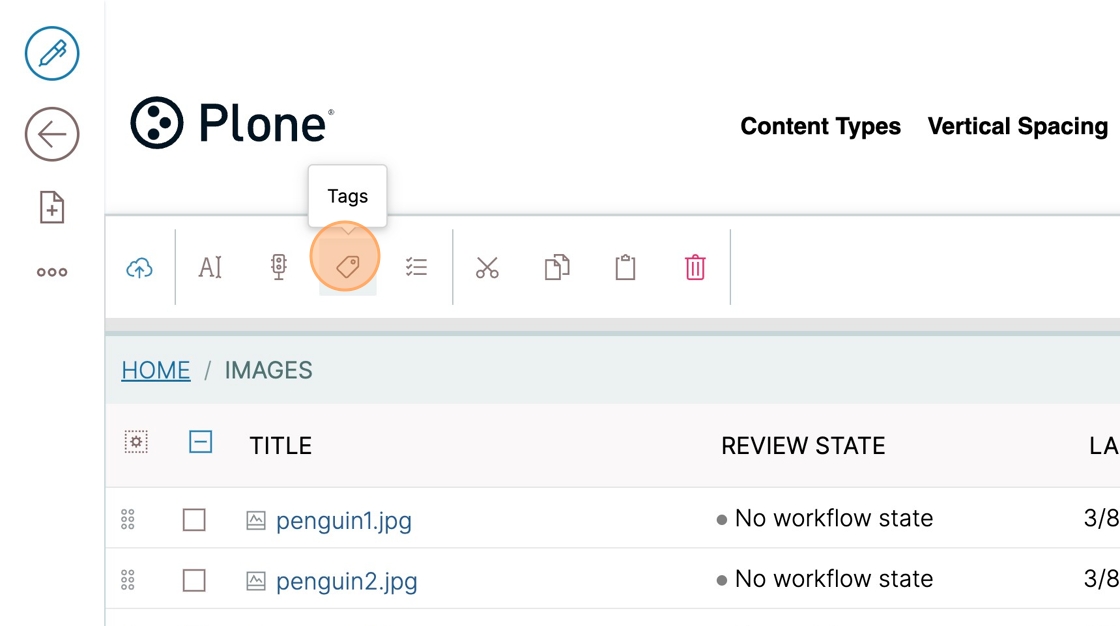 Plone®
Content Types Vertical Spacing
Tags
AI
HOME / IMAGES
TITLE REVIEW STATE LA
penguin1.jpg No workflow state 3/8
penguin2.jpg No workflow state 3/8